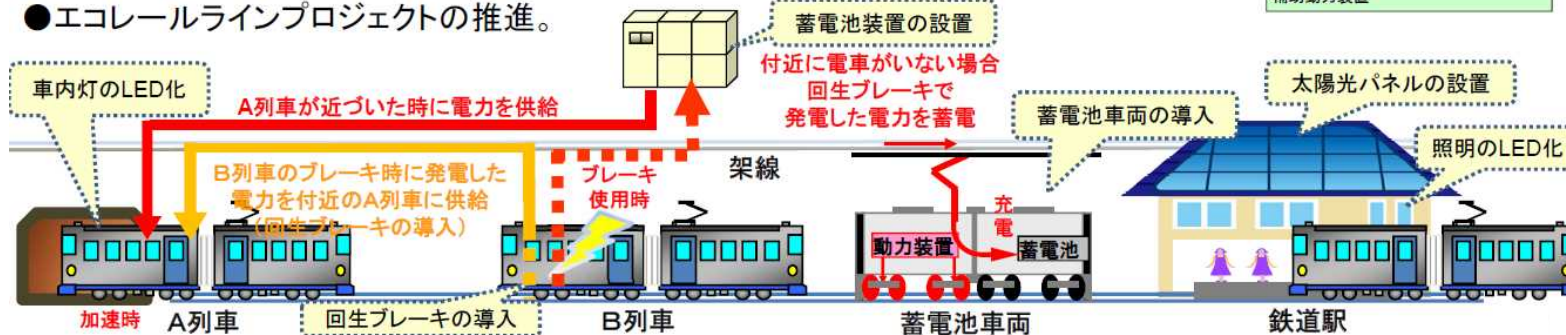 ●エコレールラインプロジェクトの推進。
蓄電池装置の設置
付近に電車がいない場合
回生ブレーキで
発電した電力を蓄電
車内灯のLED化
A列車が近づいた時に電力を供給
太陽光パネルの設置
蓄電池車両の導入
照明のLED化
B列車のブレーキ時に発電した
電力を付近のA列車に供給
(回生ブレーキの導入)
ブレーキ
使用時
架線
充電
動力装置
蓄電池
加速時
A列車
回生ブレーキの導入
B列車
蓄電池車両
鉄道駅